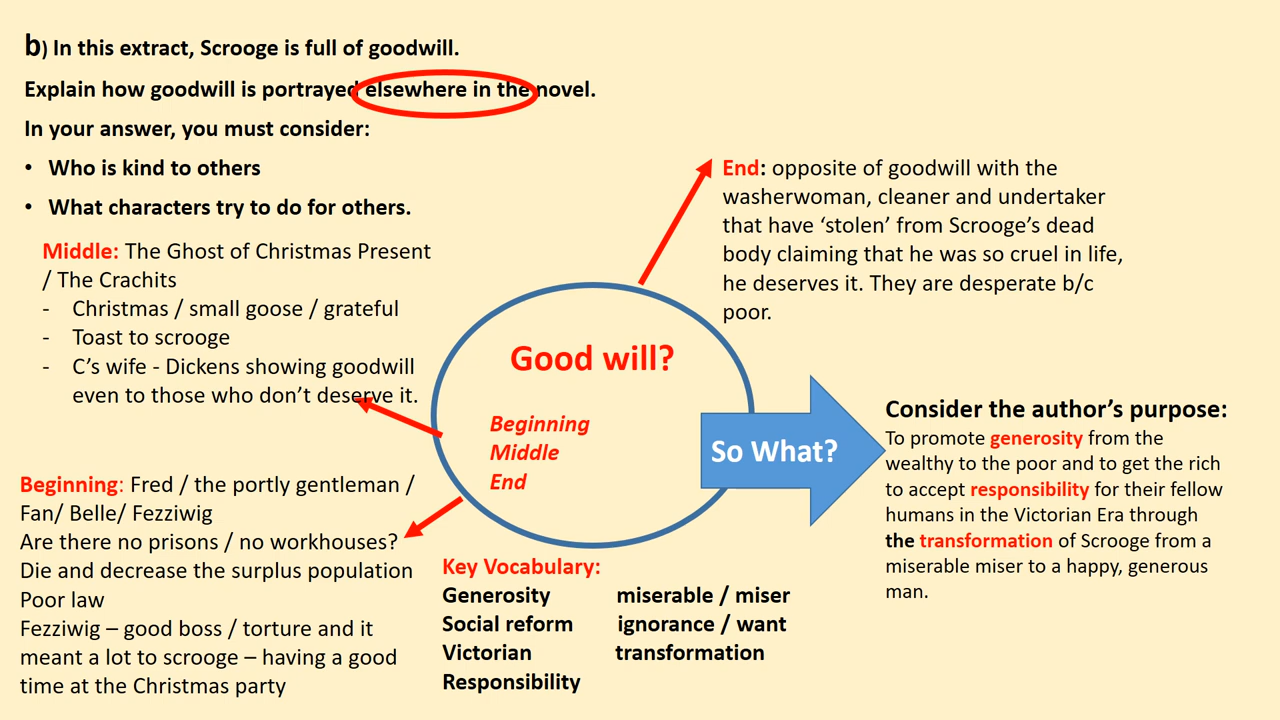 b) In this extract, Scrooge is full of goodwill.
Explain how goodwill is portrayed elsewhere in the novel.
In your answer, you must consider:
• Who is kind to others
• What characters try to do for others.
Middle: The Ghost of Christmas Present
/ The Crachits
- Christmas / small goose / grateful
- Toast to scrooge
- C’s wife - Dickens showing goodwill
even to those who don’t deserve it.
Beginning: Fred / the portly gentleman /
Fan/ Belle/ Fezziwig
Are there no prisons / no workhouses?
Die and decrease the surplus population
Poor law
Fezziwig – good boss / torture and it
meant a lot to scrooge – having a good
time at the Christmas party
Good will?
Beginning
Middle
End
End: opposite of goodwill with the
washerwoman, cleaner and undertaker
that have ‘stolen’ from Scrooge’s dead
body claiming that he was so cruel in life,
he deserves it. They are desperate b/c
poor.
So What?
Consider the author’s purpose:
To promote generosity from the
wealthy to the poor and to get the rich
to accept responsibility for their fellow
humans in the Victorian Era through
the transformation of Scrooge from a
miserable miser to a happy, generous
man.
Key Vocabulary:
Generosity miserable / miser
Social reform ignorance / want
Victorian transformation
Responsibility